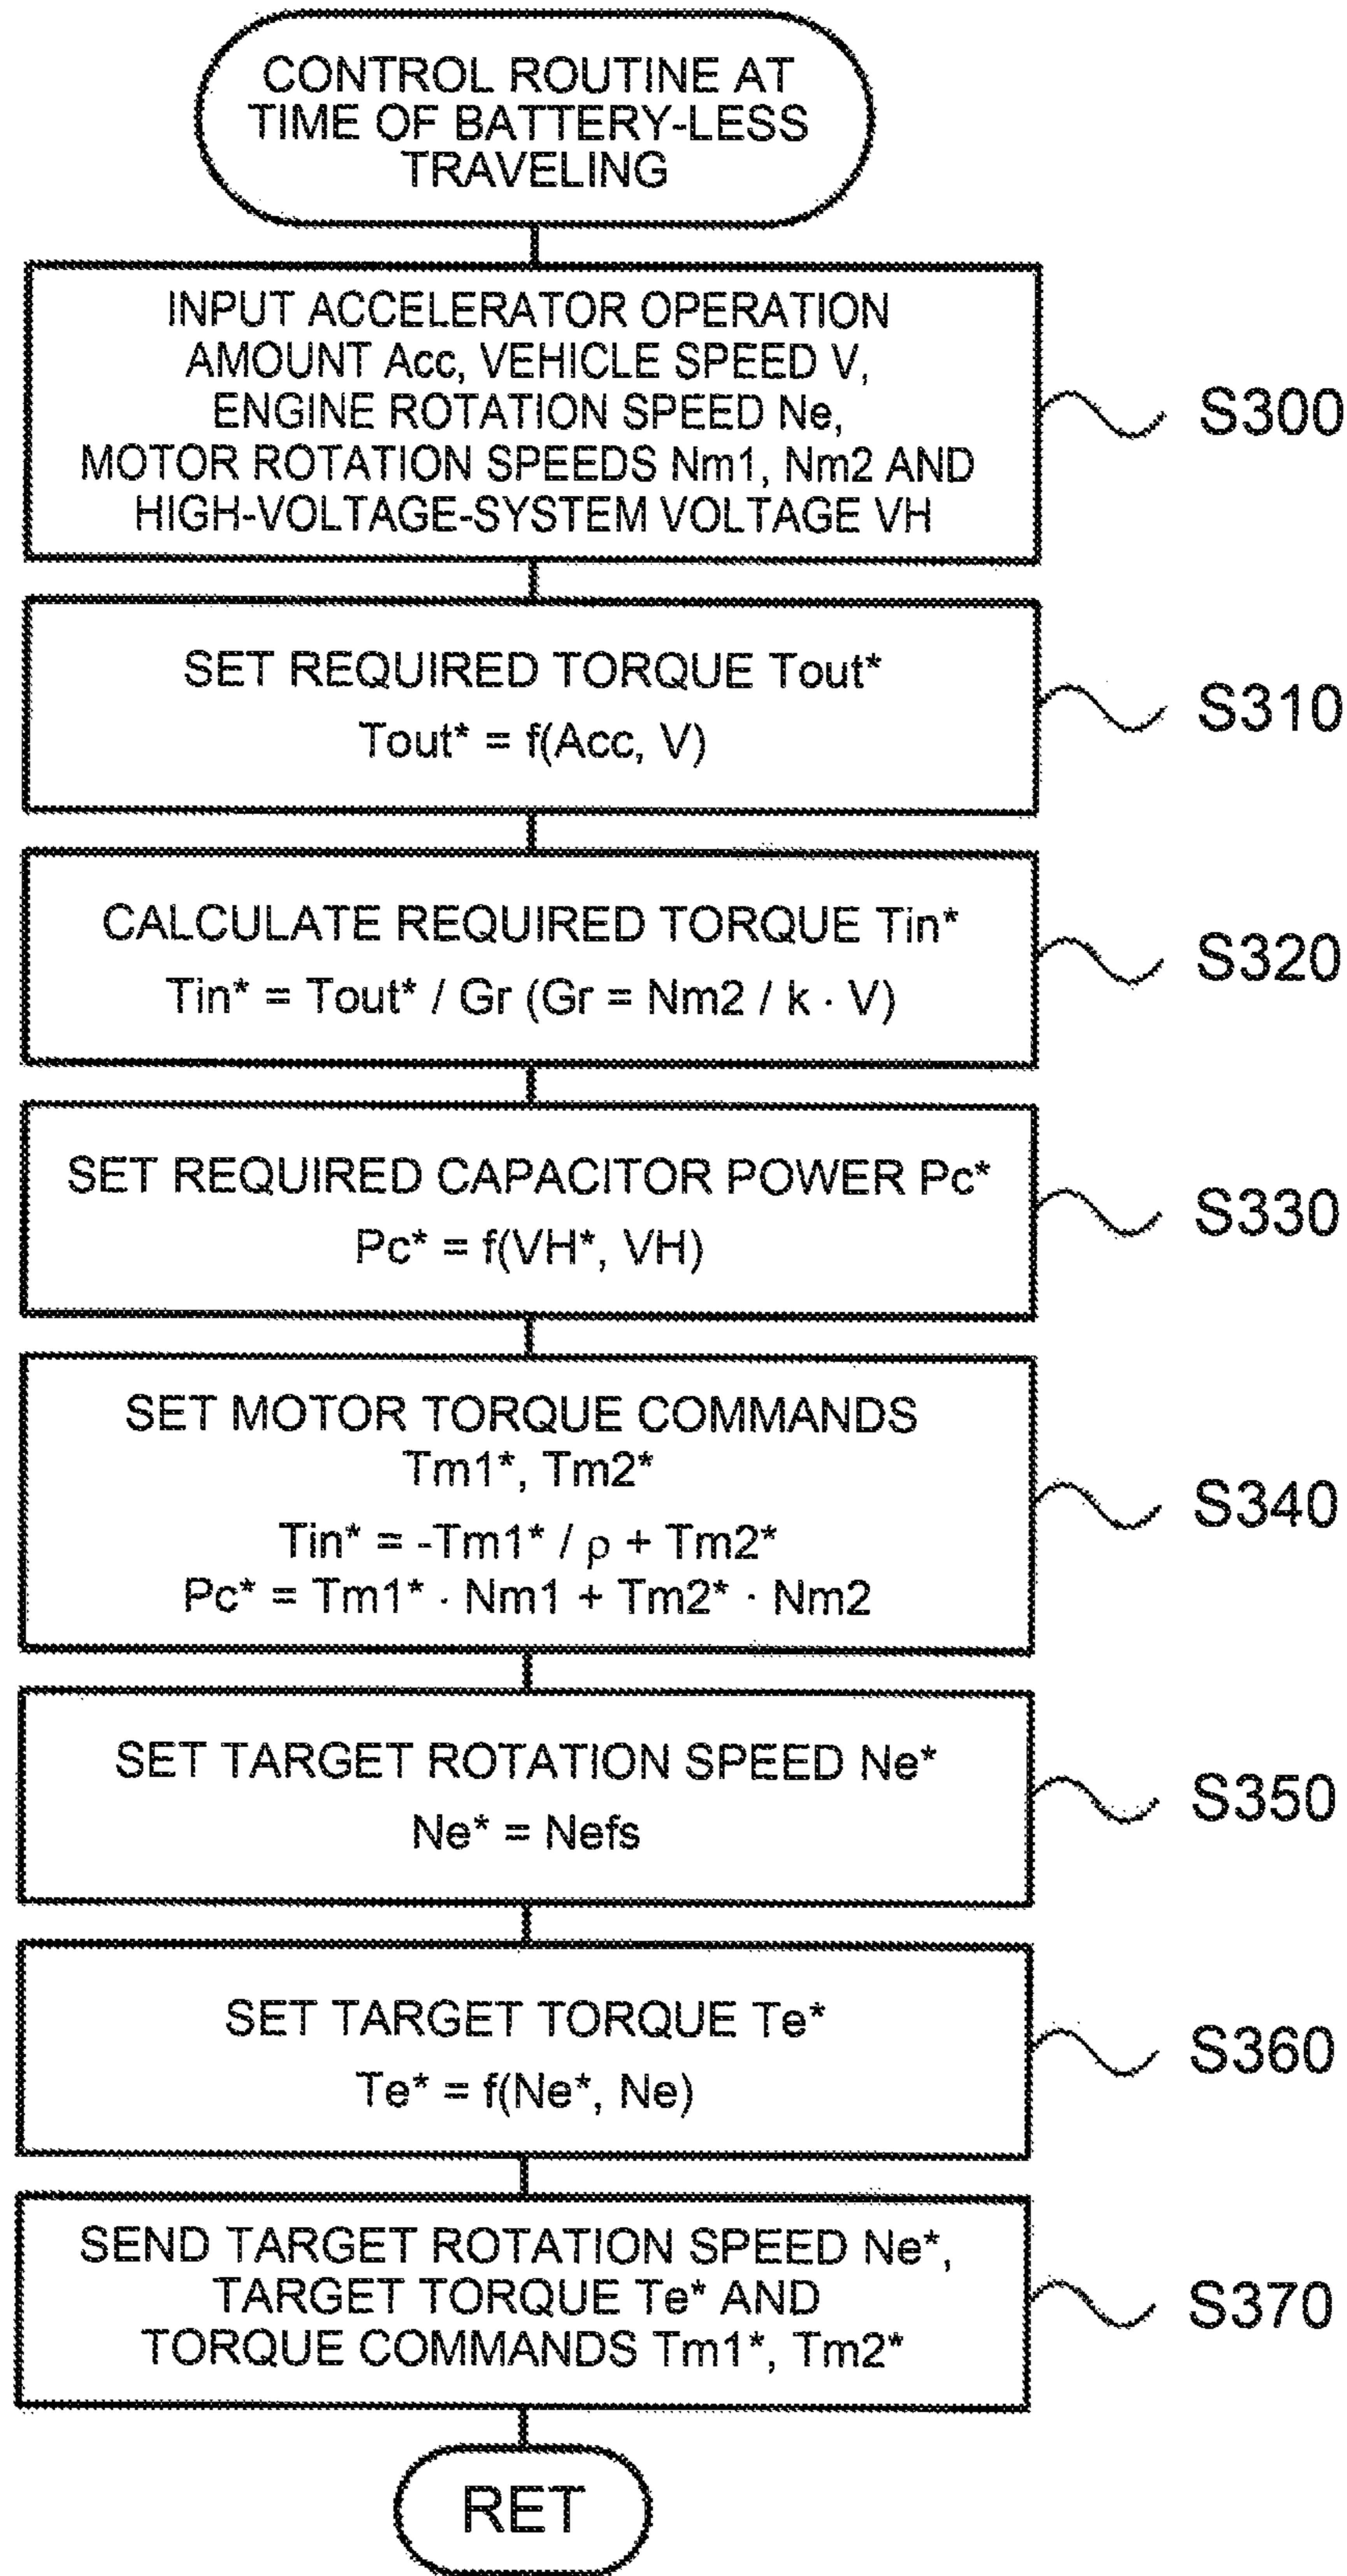 CONTROL ROUTINE AT
TIME OF BATTERY-LESS
TRAVELING
INPUT ACCELERATOR OPERATION
AMOUNT Acc, VEHICLE SPEED V,
ENGINE ROTATION SPEED Ne,
MOTOR ROTATION SPEEDS Nm1, Nm2 AND
HIGH-VOLTAGE-SYSTEM VOLTAGE VH
S300
SET REQUIRED TORQUE Tout*
Tout* = f(Acc, V)
S310
CALCULATE REQUIRED TORQUE Tin*
Tin* = Tout* / Gr (Gr = Nm2 / k · V)
S320
SET REQUIRED CAPACITOR POWER Pc*
Pc* = f(VH*, VH)
S330
SET MOTOR TORQUE COMMANDS
Tm1*, Tm2*
Tin* = -Tm1* / ρ + Tm2*
Pc* = Tm1* · Nm1 + Tm2* · Nm2
S340
SET TARGET ROTATION SPEED Ne*
Ne* = Nefs
S350
SET TARGET TORQUE Te*
Te* = f(Ne*, Ne)
S360
SEND TARGET ROTATION SPEED Ne*,
TARGET TORQUE Te* AND
TORQUE COMMANDS Tm1*, Tm2*
S370
RET